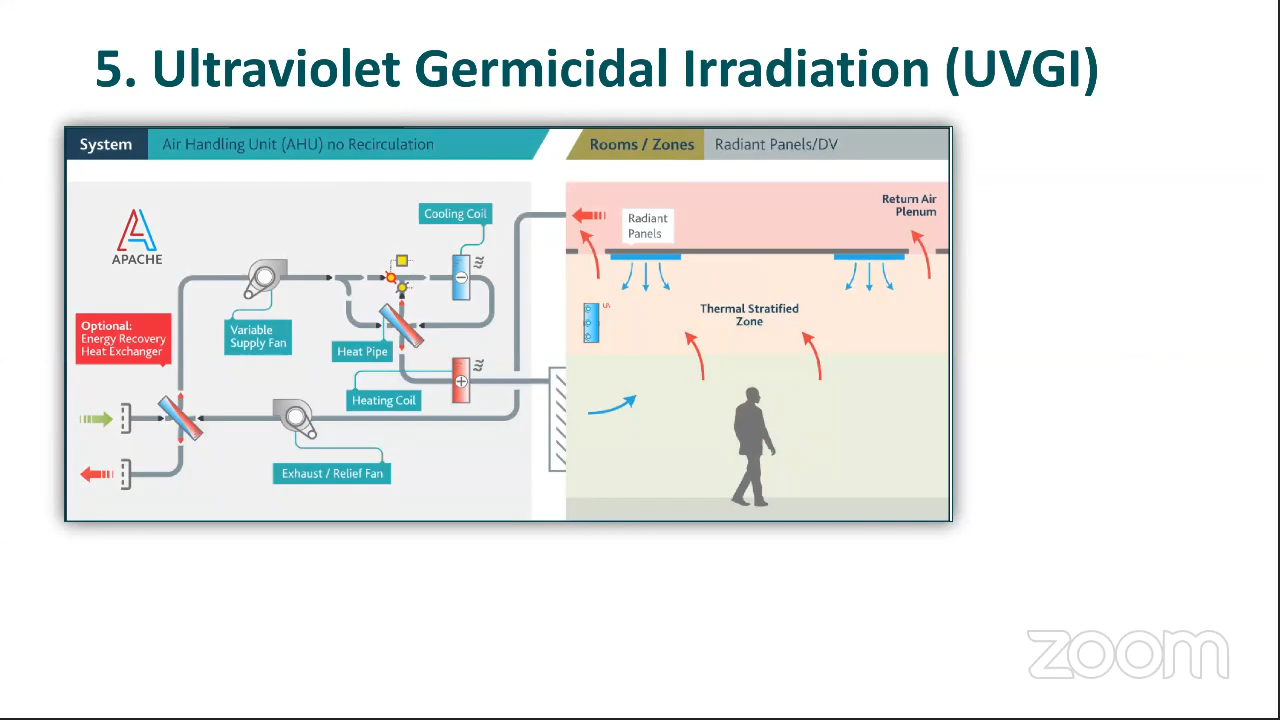 5. Ultraviolet Germicidal Irradiation (UVGI)
System
Air Handling Unit (AHU) no Recirculation
Rooms / Zones
Radiant Panels/DV
APACHE
Cooling Coil
Optional:
Energy Recovery
Heat Exchanger
Variable
Supply Fan
Heat Pipe
Heating Coil
Exhaust / Relief Fan
Radiant
Panels
Return Air
Plenum
UV
Thermal Stratified
Zone
zoom